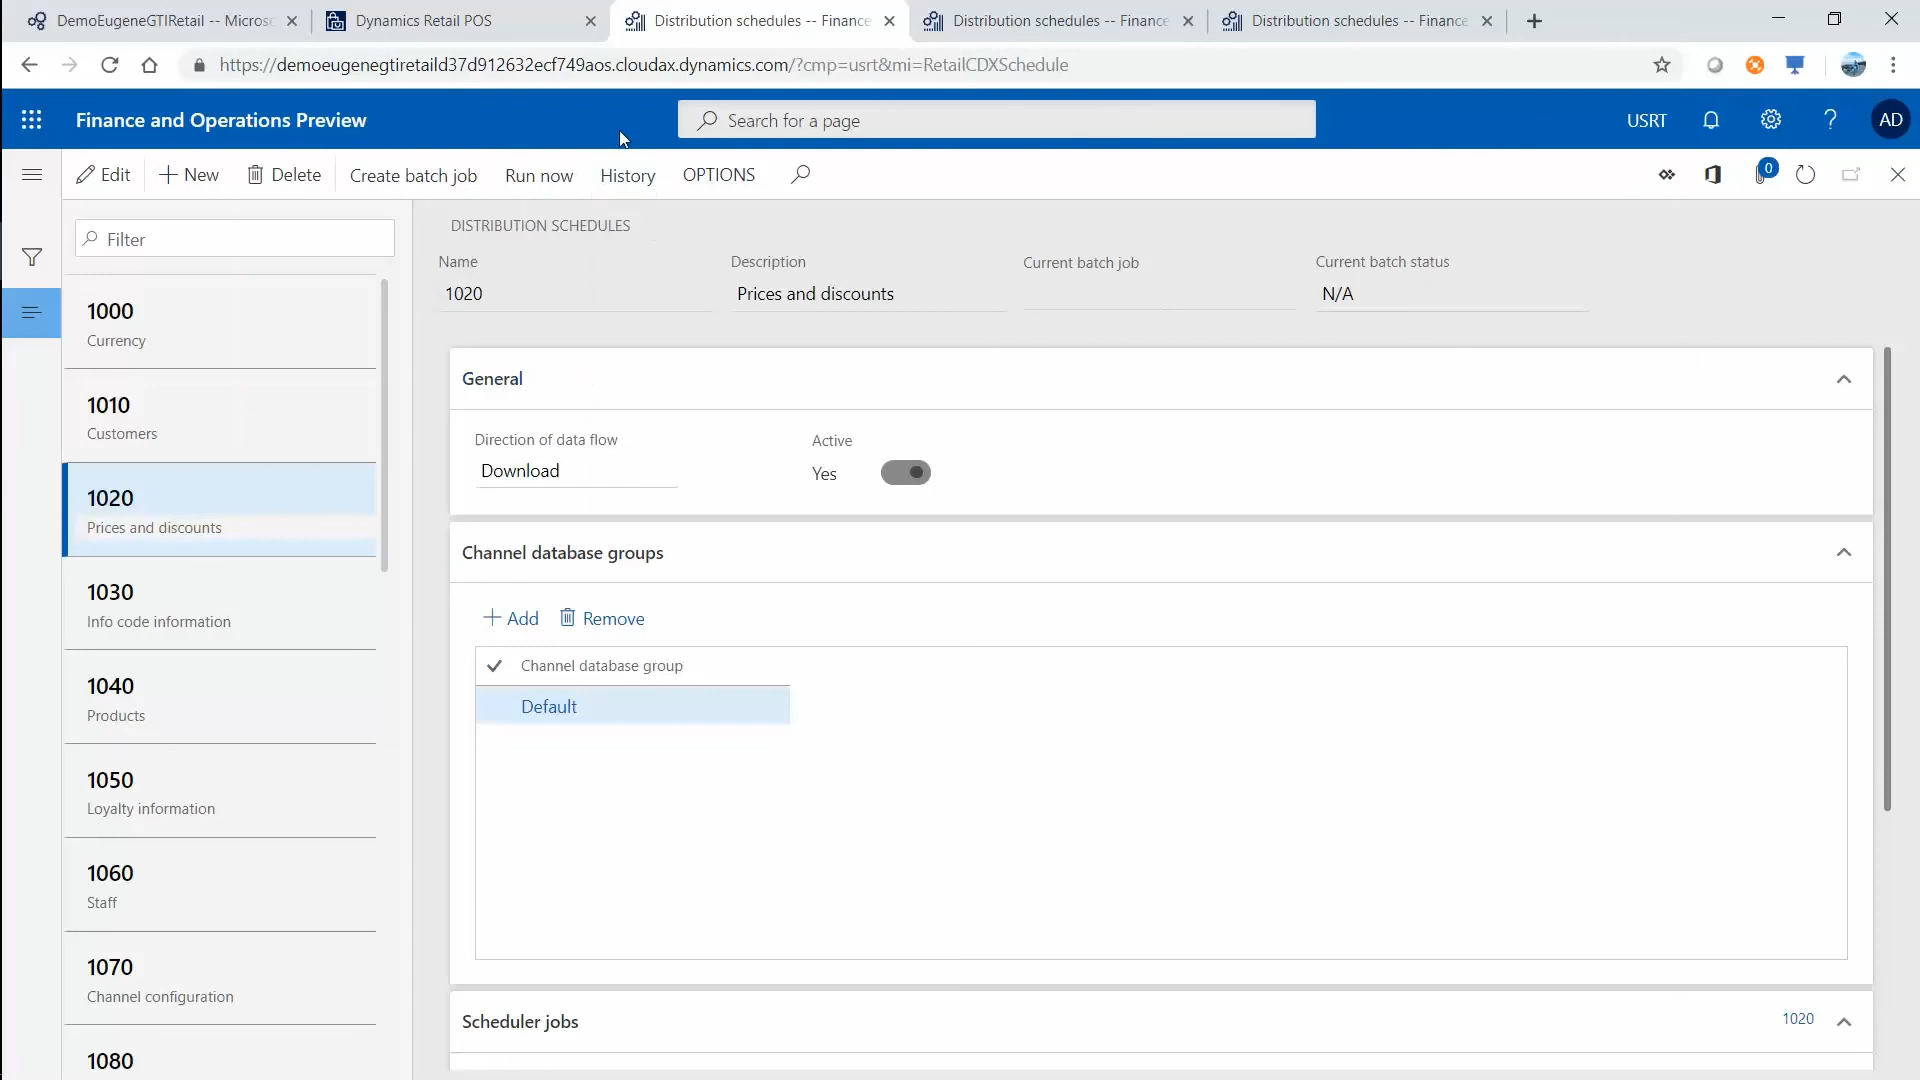 DemoEugeneGTIRetail -- Micros
Dynamics Retail POS
Distribution schedules -- Finance
Distribution schedules -- Finance
Distribution schedules -- Finance
https://demoeugenegtiretaild37d912632ecf749aos.cloudax.dynamics.com/?cmp=usrt&mi=RetailCDXSchedule
Finance and Operations Preview
Search for a page
USRT
?
AD
Edit
New
Delete
Create batch job
Run now
History
OPTIONS
0
Filter
1000
Currency
1010
Customers
1020
Prices and discounts
1030
Info code information
1040
Products
1050
Loyalty information
1060
Staff
1070
Channel configuration
1080
DISTRIBUTION SCHEDULES
Name
Description
Current batch job
Current batch status
1020
Prices and discounts
N/A
General
Direction of data flow
Active
Download
Yes
Channel database groups
Add
Remove
Channel database group
Default
Scheduler jobs
1020